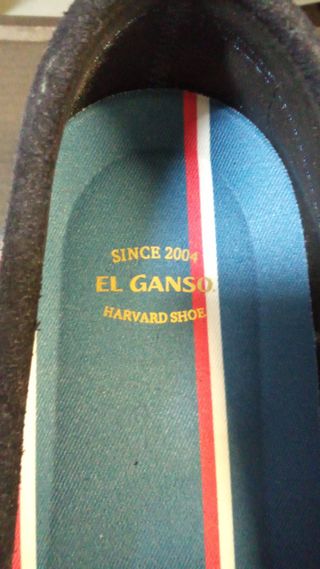 SINCE 2004
EL GANSO
HARVARD SHOE